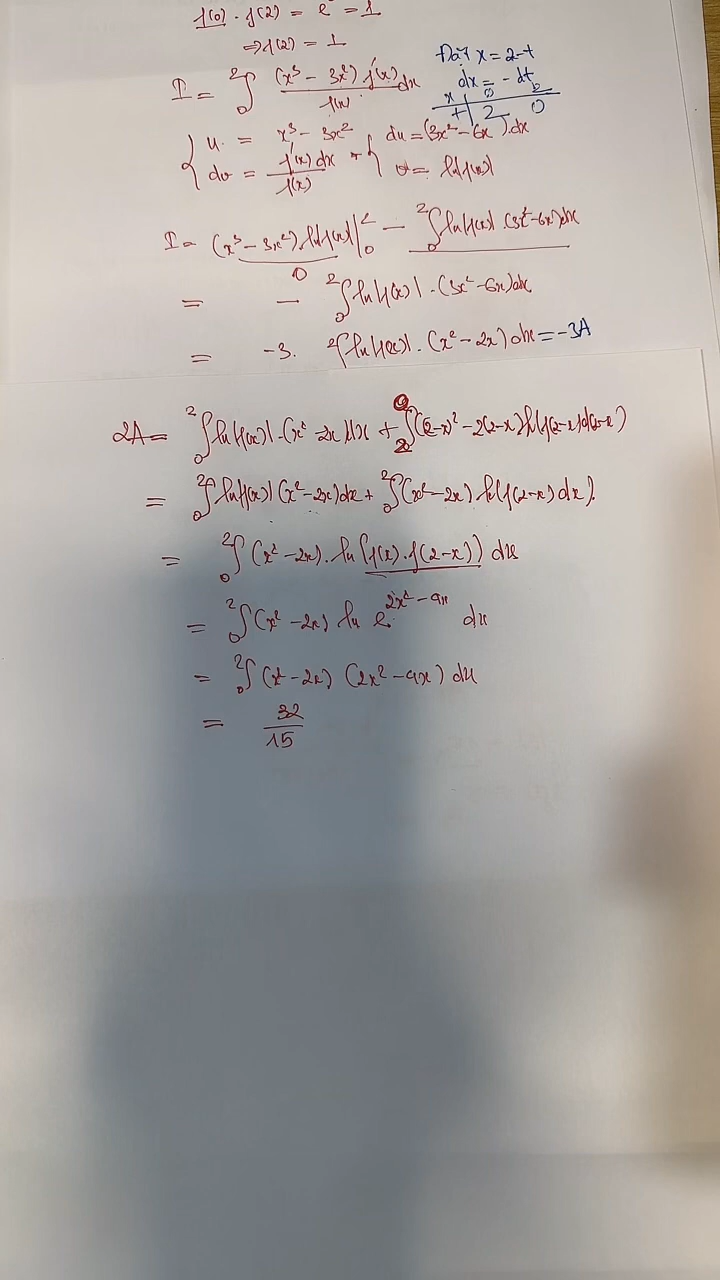 f(0) . f(2) = e = 1
⇒ f(2) = 1
I = ∫₀² (x³ - 3x²) f'(x) / f(x) dx
Đặt x = 2-t
dx = - dt
x | 0 2
t | 2 0
{ u = x³ - 3x²
dv = f'(x) dx / f(x)
→ { du = (3x² - 6x).dx
v = ln f(x)
I = (x³ - 3x²).ln f(x) |₀² - ∫₀² ln f(x) . (3x² - 6x) dx
0
= - ∫₀² ln f(x) . (3x² - 6x) dx
= -3. ∫₀² ln f(x) . (x² - 2x) dx = -3A
2A = ∫₀² ln f(x) . (x² - 2x) dx + ∫₂⁰ (2-x)² - 2(2-x) ln f(2-x) d(2-x)
= ∫₀² ln f(x) (x² - 2x) dx + ∫₀² (x² - 2x) ln f(2-x) dx).
= ∫₀² (x² - 2x) . ln (f(x) . f(2-x)) dx
= ∫₀² (x² - 2x) ln e^{2x² - 4x} dx
= ∫₀² (x² - 2x) (2x² - 4x) dx
= 32/15